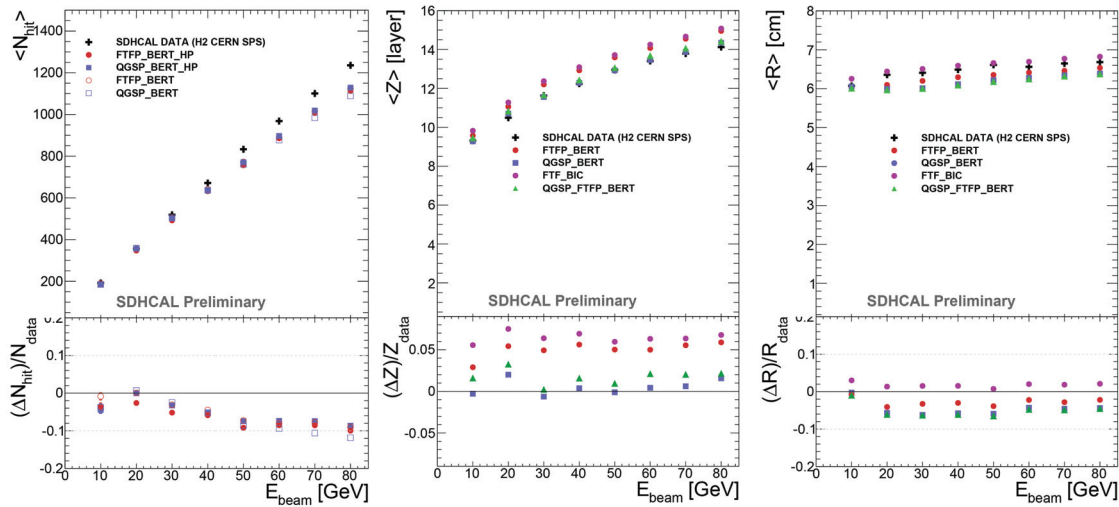 <N_hit>
1400
1200
1000
800
600
400
200
SDHCAL DATA (H2 CERN SPS)
FTFP_BERT_HP
QGSP_BERT_HP
FTFP_BERT
QGSP_BERT
SDHCAL Preliminary
(ΔN_hit)/N_data
0.1
0
-0.1
-0.2
0 10 20 30 40 50 60 70 80
E_beam [GeV]
<Z> [layer]
16
14
12
10
8
6
4
2
SDHCAL DATA (H2 CERN SPS)
FTFP_BERT
QGSP_BERT
FTF_BIC
QGSP_FTFP_BERT
SDHCAL Preliminary
(ΔZ)/Z_data
0.05
0
-0.05
0 10 20 30 40 50 60 70 80
E_beam [GeV]
<R> [cm]
8
7
6
5
4
3
2
1
SDHCAL DATA (H2 CERN SPS)
FTFP_BERT
QGSP_BERT
FTF_BIC
QGSP_FTFP_BERT
SDHCAL Preliminary
(ΔR)/R_data
0.1
0
-0.1
-0.2
0 10 20 30 40 50 60 70 80
E_beam [GeV]